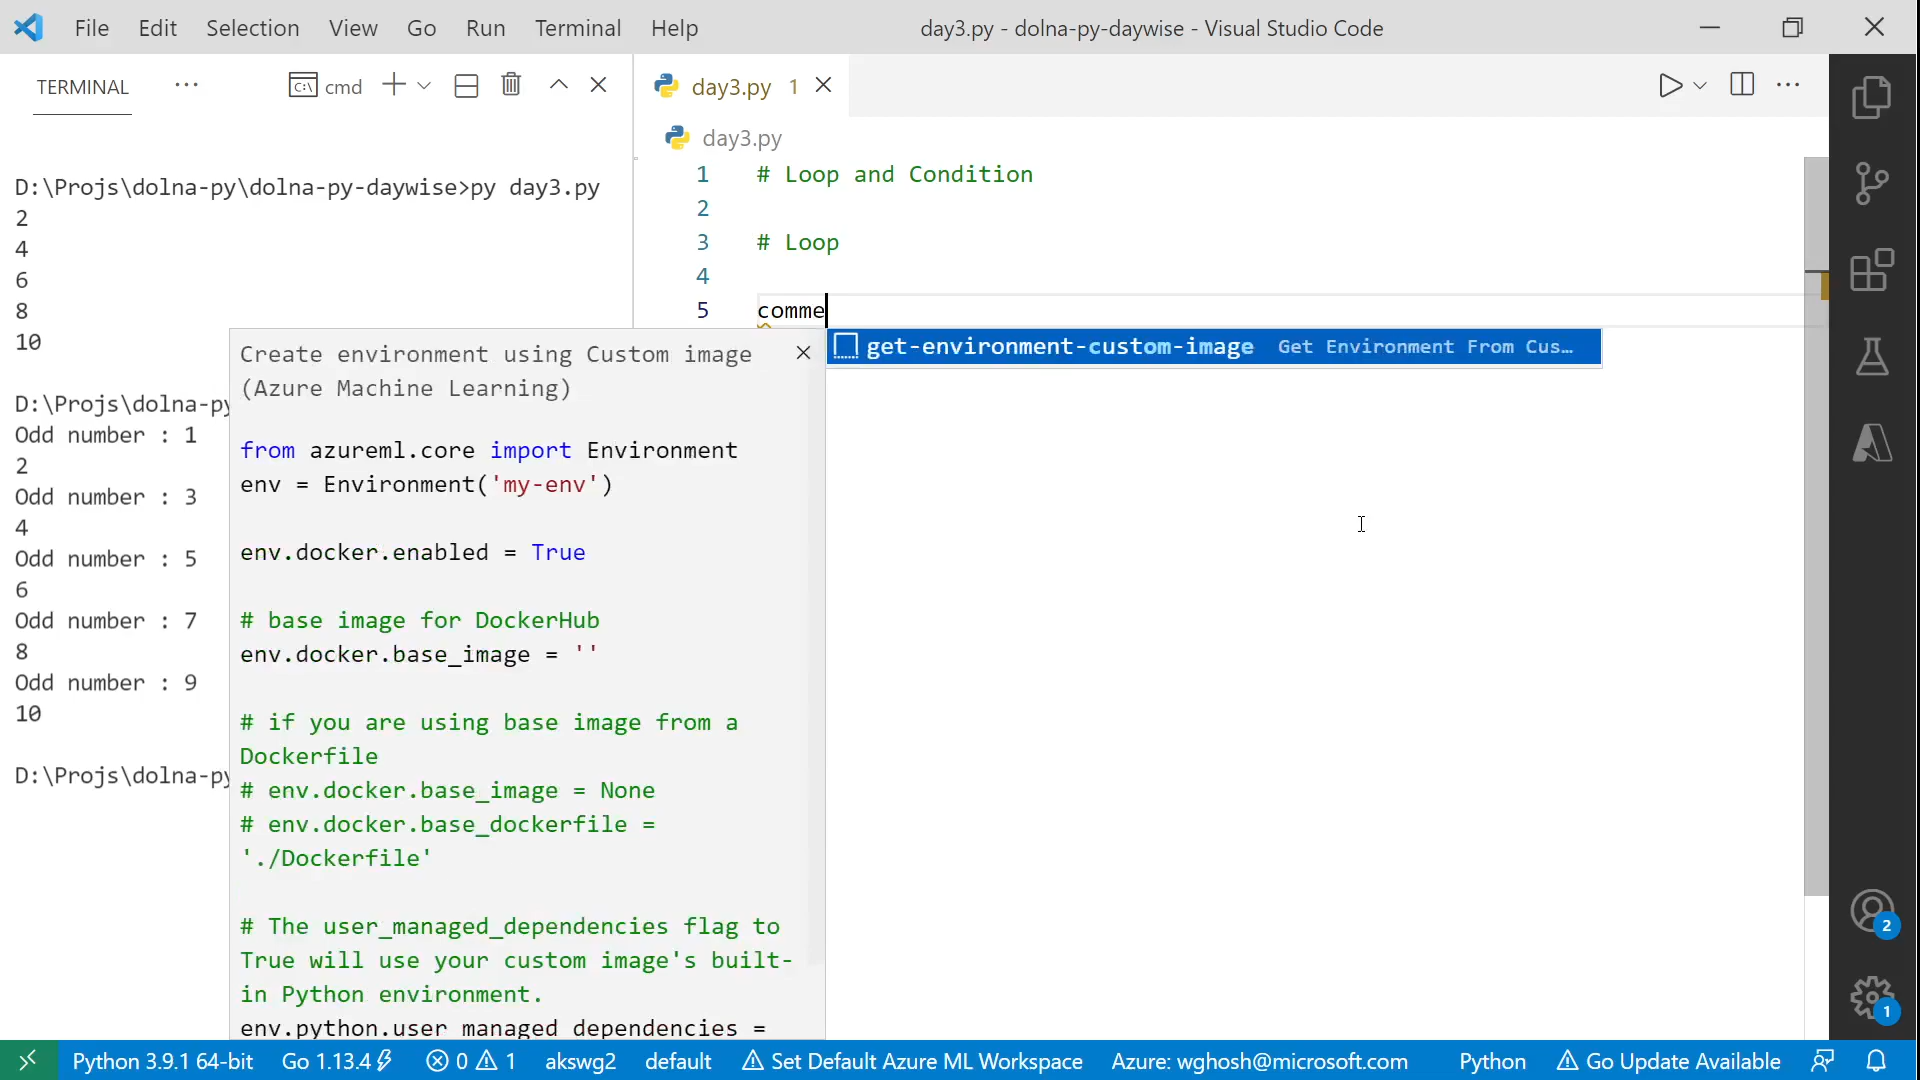 File Edit Selection View Go Run Terminal Help
day3.py - dolna-py-daywise - Visual Studio Code
TERMINAL ··· cmd
D:\Projs\dolna-py\dolna-py-daywise>py day3.py
2
4
6
8
10
D:\Projs\dolna-py
Odd number : 1
2
Odd number : 3
4
Odd number : 5
6
Odd number : 7
8
Odd number : 9
10
D:\Projs\dolna-py
day3.py 1
day3.py
1 # Loop and Condition
2
3 # Loop
4
5 comme
get-environment-custom-image Get Environment From Cus…
Create environment using Custom image
(Azure Machine Learning)
from azureml.core import Environment
env = Environment('my-env')
env.docker.enabled = True
# base image for DockerHub
env.docker.base_image = ''
# if you are using base image from a
Dockerfile
# env.docker.base_image = None
# env.docker.base_dockerfile =
'./Dockerfile'
# The user_managed_dependencies flag to
True will use your custom image's built-
in Python environment.
env.python.user_managed_dependencies =
2
1
Python 3.9.1 64-bit Go 1.13.4 0 1 akswg2 default Set Default Azure ML Workspace Azure: wghosh@microsoft.com Python Go Update Available